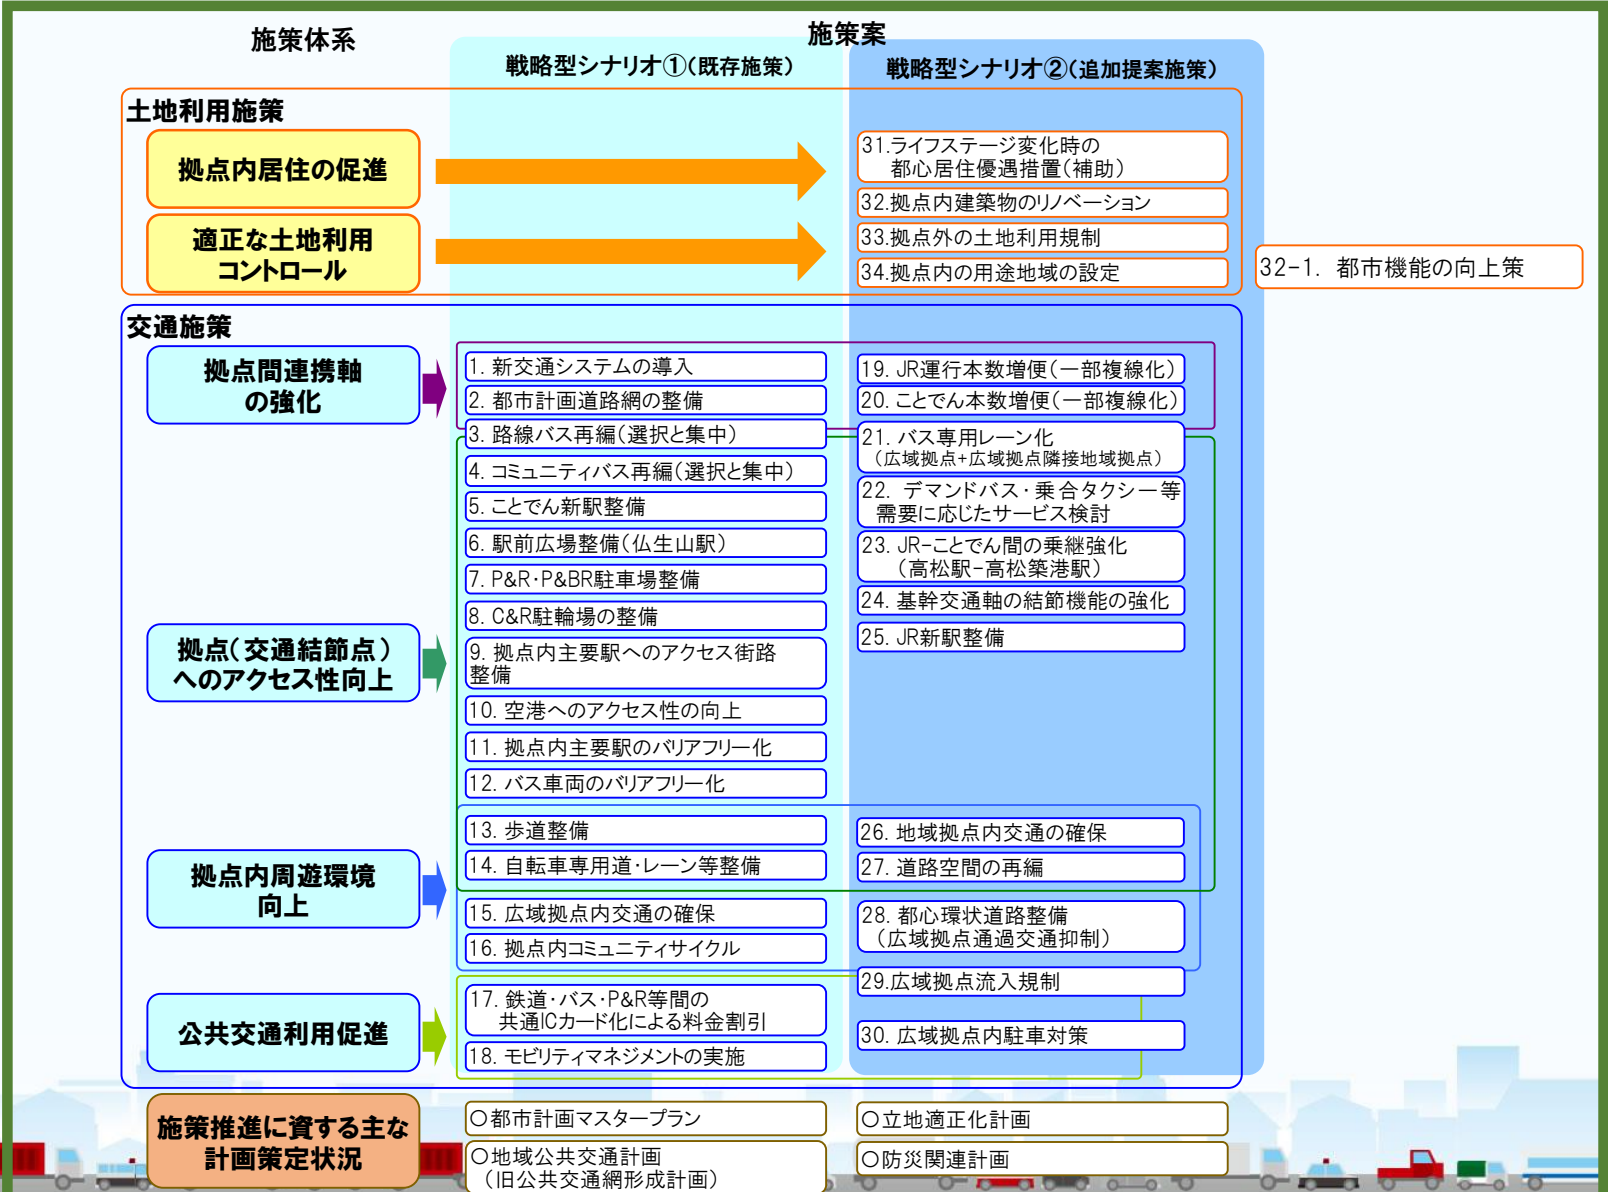 施策体系
施策案
戦略型シナリオ①(既存施策)
戦略型シナリオ②(追加提案施策)
土地利用施策
拠点内居住の促進
適正な土地利用
コントロール
31.ライフステージ変化時の
都心居住優遇措置(補助)
32.拠点内建築物のリノベーション
33.拠点外の土地利用規制
34.拠点内の用途地域の設定
32-1. 都市機能の向上策
交通施策
拠点間連携軸
の強化
1. 新交通システムの導入
2. 都市計画道路網の整備
3. 路線バス再編(選択と集中)
4. コミュニティバス再編(選択と集中)
5. ことでん新駅整備
6. 駅前広場整備(仏生山駅)
7. P&R・P&BR駐車場整備
8. C&R駐輪場の整備
拠点(交通結節点)
へのアクセス性向上
9. 拠点内主要駅へのアクセス街路
整備
10. 空港へのアクセス性の向上
11. 拠点内主要駅のバリアフリー化
12. バス車両のバリアフリー化
19. JR運行本数増便(一部複線化)
20. ことでん本数増便(一部複線化)
21. バス専用レーン化
(広域拠点+広域拠点隣接地域拠点)
22. デマンドバス・乗合タクシー等
需要に応じたサービス検討
23. JR-ことでん間の乗継強化
(高松駅-高松築港駅)
24. 基幹交通軸の結節機能の強化
25. JR新駅整備
拠点内周遊環境
向上
13. 歩道整備
14. 自転車専用道・レーン等整備
15. 広域拠点内交通の確保
16. 拠点内コミュニティサイクル
26. 地域拠点内交通の確保
27. 道路空間の再編
28. 都心環状道路整備
(広域拠点通過交通抑制)
29.広域拠点流入規制
公共交通利用促進
17. 鉄道・バス・P&R等間の
共通ICカード化による料金割引
18. モビリティマネジメントの実施
30. 広域拠点内駐車対策
施策推進に資する主な
計画策定状況
○都市計画マスタープラン
○地域公共交通計画
(旧公共交通網形成計画)
○立地適正化計画
○防災関連計画